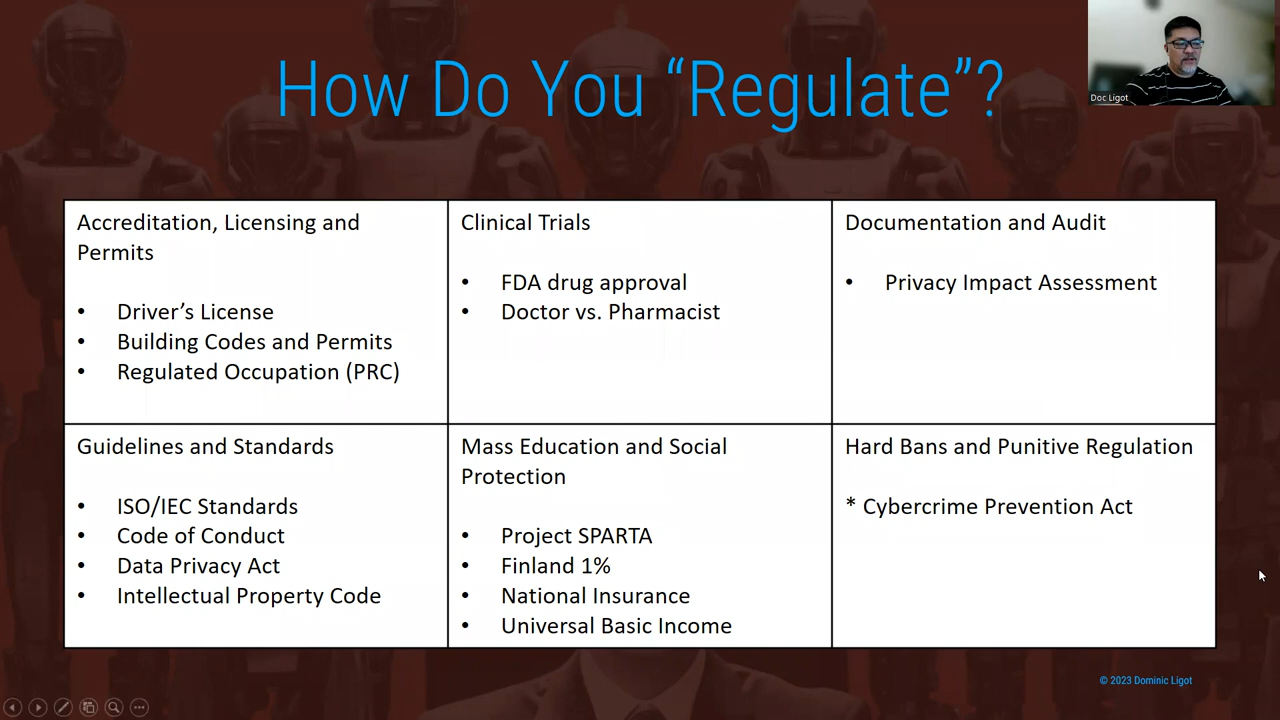 How Do You “Regulate”?
Doc Ligot
Accreditation, Licensing and
Permits
• Driver’s License
• Building Codes and Permits
• Regulated Occupation (PRC)
Clinical Trials
• FDA drug approval
• Doctor vs. Pharmacist
Documentation and Audit
• Privacy Impact Assessment
Guidelines and Standards
• ISO/IEC Standards
• Code of Conduct
• Data Privacy Act
• Intellectual Property Code
Mass Education and Social
Protection
• Project SPARTA
• Finland 1%
• National Insurance
• Universal Basic Income
Hard Bans and Punitive Regulation
* Cybercrime Prevention Act
© 2023 Dominic Ligot